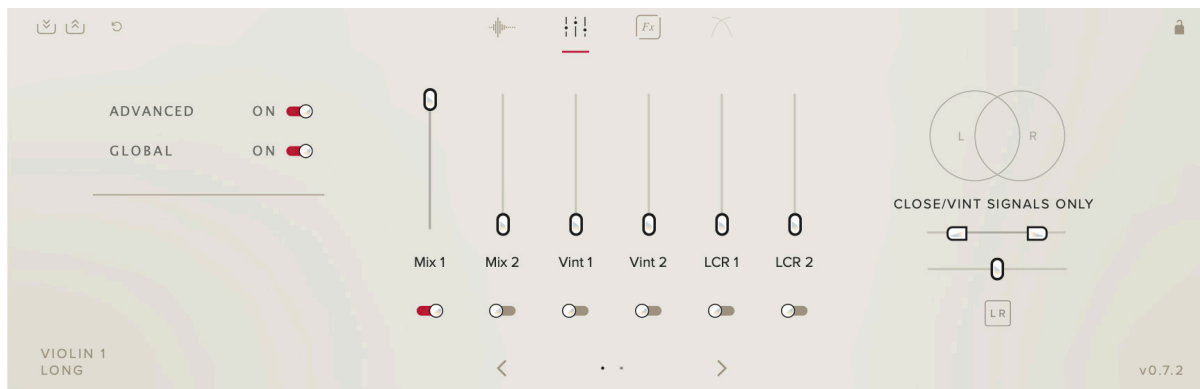 Fx
ADVANCED ON
GLOBAL ON
L R
CLOSE/VINT SIGNALS ONLY
Mix 1 Mix 2 Vint 1 Vint 2 LCR 1 LCR 2
LR
VIOLIN 1
LONG
v0.7.2